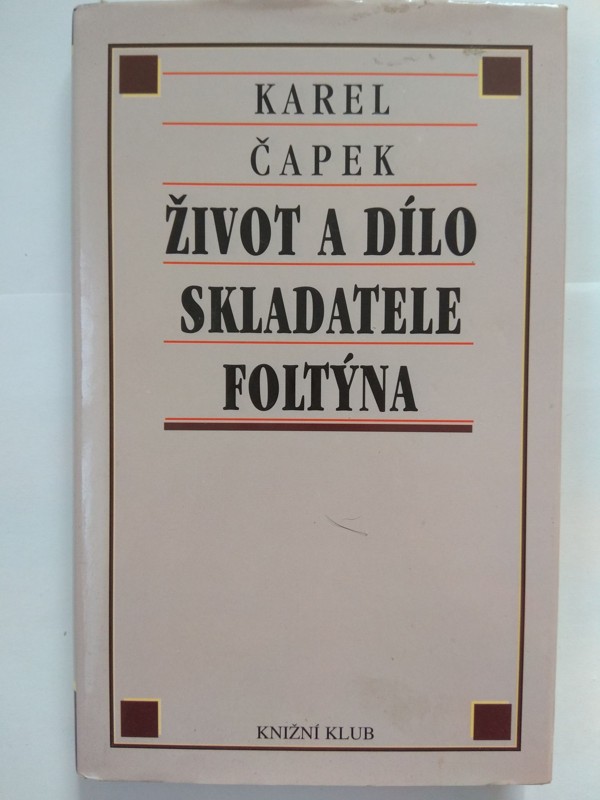 KAREL
ČAPEK
ŽIVOT A DÍLO
SKLADATELE
FOLTÝNA
KNIŽNÍ KLUB